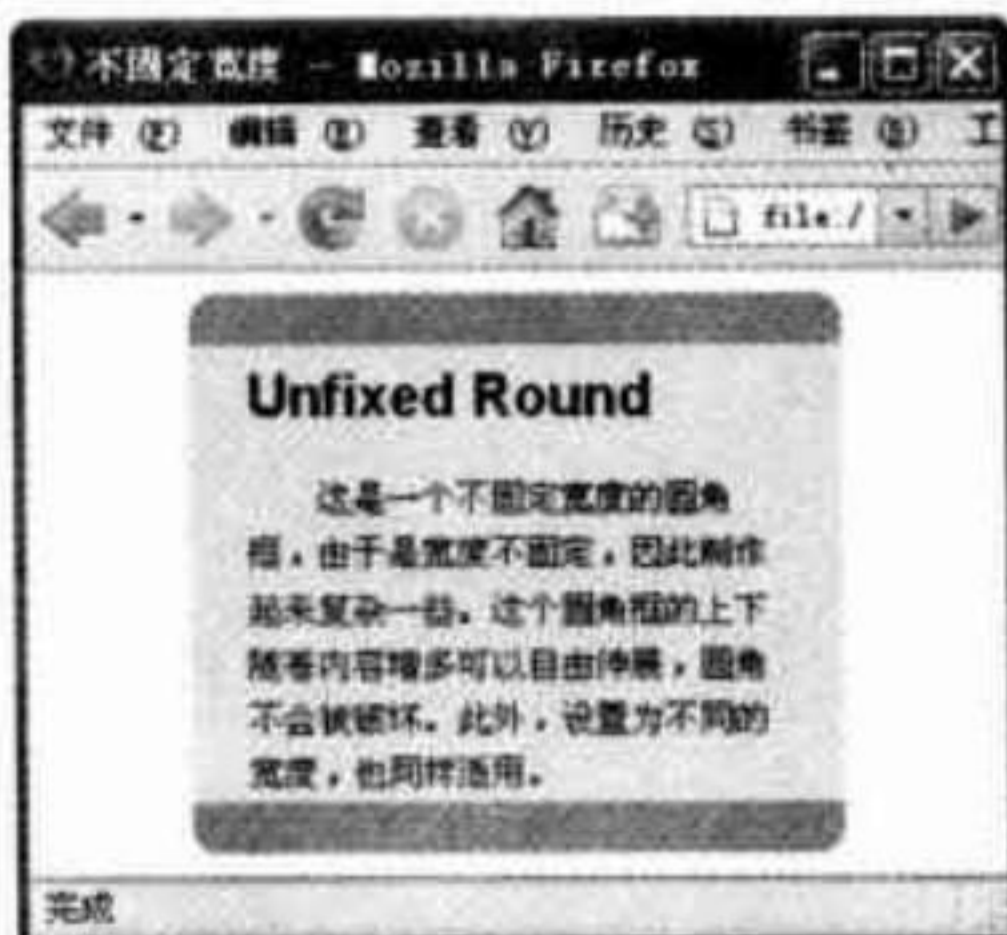 不固定宽度 - Mozilla Firefox
文件 (F) 编辑 (E) 查看 (V) 历史 (S) 书签 (B) 工
file:/
Unfixed Round
这是一个不固定宽度的圆角
框，由于是宽度不固定，因此制作
起来复杂一些。这个圆角框的上下
随着内容增多可以自由伸展，圆角
不会被破坏。此外，设置为不同的
宽度，也同样适用。
完成